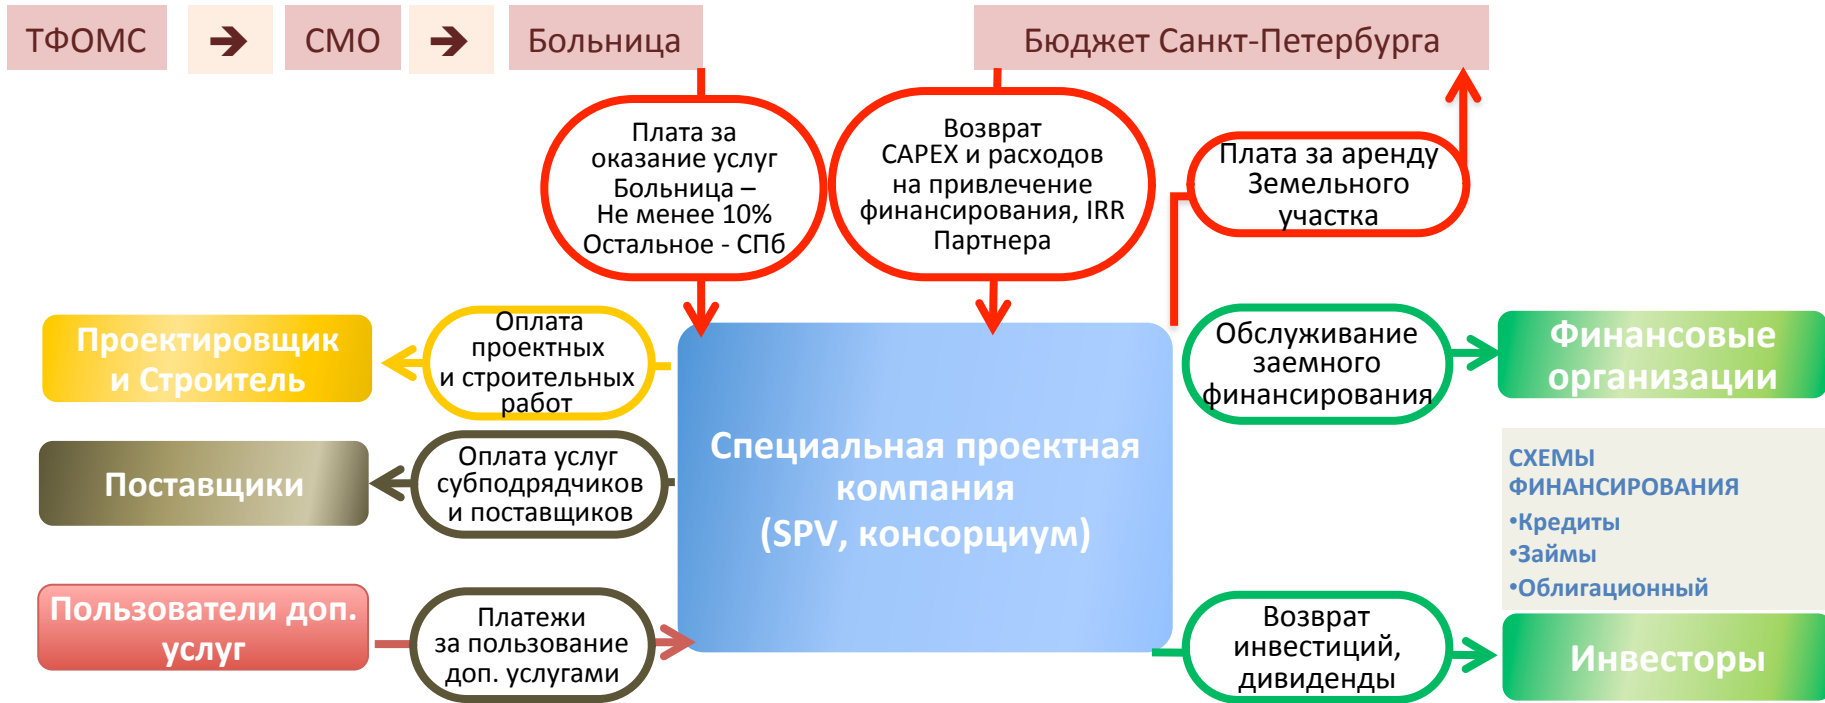 ТФОМС
➔
СМО
➔
Больница
Бюджет Санкт-Петербурга
Плата за
оказание услуг
Больница –
Не менее 10%
Остальное - СПб
Возврат
CAPEX и расходов
на привлечение
финансирования, IRR
Партнера
Плата за аренду
Земельного
участка
Проектировщик
и Строитель
Оплата
проектных
и строительных
работ
Обслуживание
заемного
финансирования
Финансовые
организации
Поставщики
Оплата услуг
субподрядчиков
и поставщиков
Специальная проектная
компания
(SPV, консорциум)
СХЕМЫ
ФИНАНСИРОВАНИЯ
•Кредиты
•Займы
•Облигационный
Пользователи доп.
услуг
Платежи
за пользование
доп. услугами
Возврат
инвестиций,
дивиденды
Инвесторы